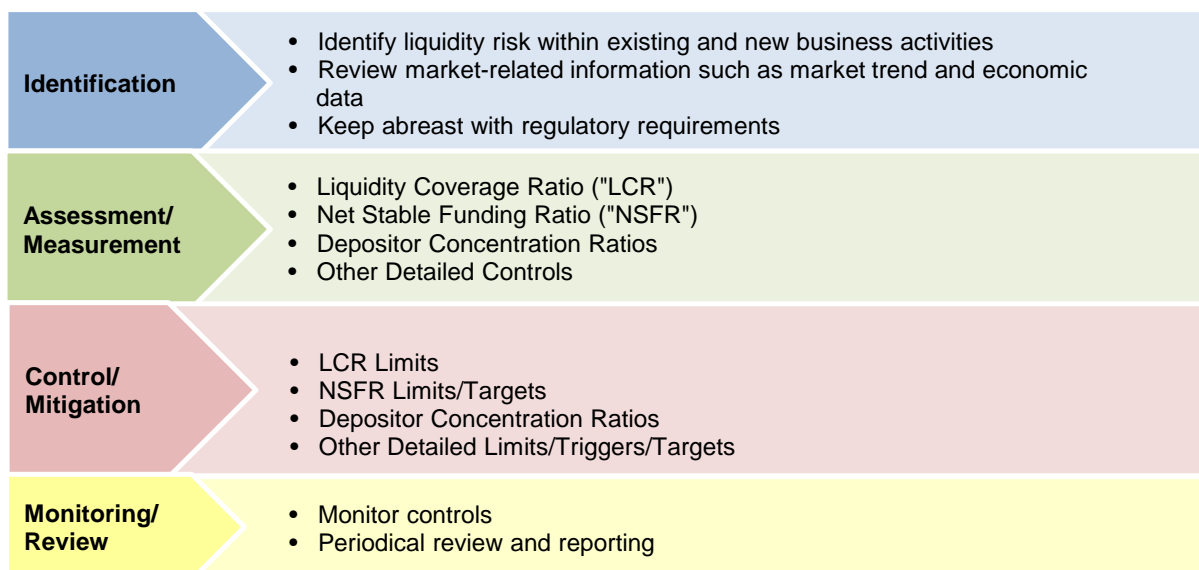 Identification
• Identify liquidity risk within existing and new business activities
• Review market-related information such as market trend and economic
data
• Keep abreast with regulatory requirements
Assessment/
Measurement
• Liquidity Coverage Ratio ("LCR")
• Net Stable Funding Ratio ("NSFR")
• Depositor Concentration Ratios
• Other Detailed Controls
Control/
Mitigation
• LCR Limits
• NSFR Limits/Targets
• Depositor Concentration Ratios
• Other Detailed Limits/Triggers/Targets
Monitoring/
Review
• Monitor controls
• Periodical review and reporting